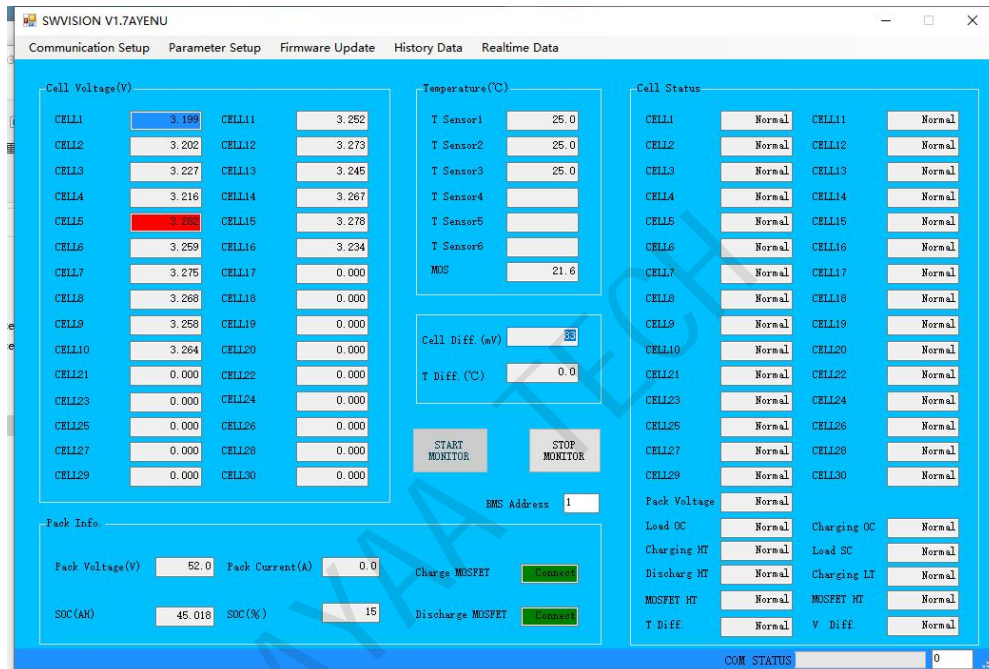 SWVISION V1.7AYENU
Communication Setup Parameter Setup Firmware Update History Data Realtime Data
Cell Voltage(V)
CELL1 3.199 CELL11 3.252
CELL2 3.202 CELL12 3.273
CELL3 3.227 CELL13 3.245
CELL4 3.216 CELL14 3.267
CELL5 3.282 CELL15 3.278
CELL6 3.259 CELL16 3.234
CELL7 3.275 CELL17 0.000
CELL8 3.268 CELL18 0.000
CELL9 3.258 CELL19 0.000
CELL10 3.264 CELL20 0.000
CELL21 0.000 CELL22 0.000
CELL23 0.000 CELL24 0.000
CELL25 0.000 CELL26 0.000
CELL27 0.000 CELL28 0.000
CELL29 0.000 CELL30 0.000
Temperature(℃)
T Sensor1 25.0
T Sensor2 25.0
T Sensor3 25.0
T Sensor4
T Sensor5
T Sensor6
MOS 21.6
Cell Diff.(mV) 83
T Diff.(℃) 0.0
START MONITOR
STOP MONITOR
BMS Address 1
Cell Status
CELL1 Normal CELL11 Normal
CELL2 Normal CELL12 Normal
CELL3 Normal CELL13 Normal
CELL4 Normal CELL14 Normal
CELL5 Normal CELL15 Normal
CELL6 Normal CELL16 Normal
CELL7 Normal CELL17 Normal
CELL8 Normal CELL18 Normal
CELL9 Normal CELL19 Normal
CELL10 Normal CELL20 Normal
CELL21 Normal CELL22 Normal
CELL23 Normal CELL24 Normal
CELL25 Normal CELL26 Normal
CELL27 Normal CELL28 Normal
CELL29 Normal CELL30 Normal
Pack Voltage Normal
Load OC Normal Charging OC Normal
Charging HT Normal Load SC Normal
Discharg HT Normal Charging LT Normal
MOSFET HT Normal MOSFET HT Normal
T Diff. Normal V Diff. Normal
Pack Info.
Pack Voltage(V) 52.0 Pack Current(A) 0.0 Charge MOSFET Connect
SOC(AH) 45.018 SOC(%) 15 Discharge MOSFET Connect
COM STATUS 0
AYAA TECH